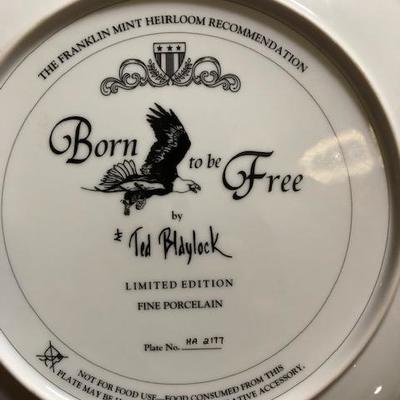 THE FRANKLIN MINT HEIRLOOM RECOMMENDATION
Born to be Free
by
Ted Blaylock
LIMITED EDITION
FINE PORCELAIN
Plate No. HA 2177
NOT FOR USE—FOOD CONSUMED FROM THIS
PLATE MAY BE ATIVE ACCESSORY.